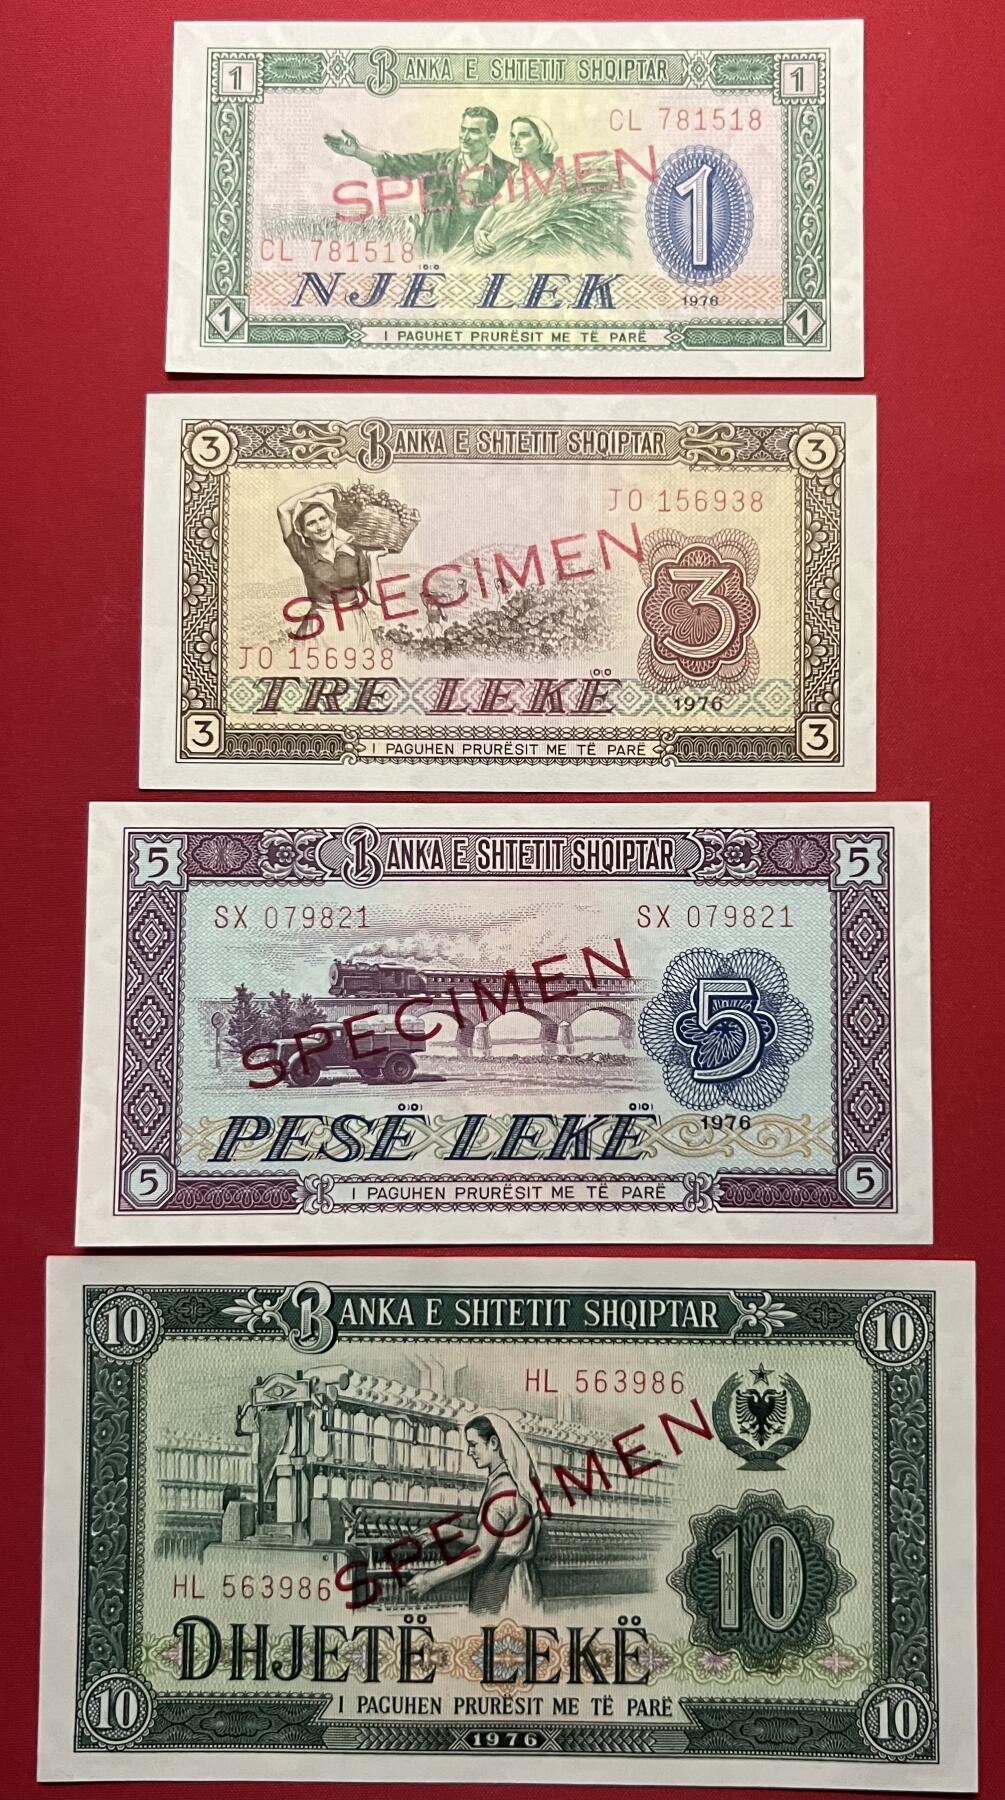 1 BANKA E SHTETIT SHQIPTAR 1
CL 781518
SPECIMEN
1
CL 781518
NJË LEK 1976
1 I PAGUHET PRURËSIT ME TË PARË 1
3 BANKA E SHTETIT SHQIPTAR 3
JO 156938
SPECIMEN
3
JO 156938
TRE LEKË 1976
3 I PAGUHEN PRURËSIT ME TË PARË 3
5 BANKA E SHTETIT SHQIPTAR 5
SX 079821 SX 079821
SPECIMEN
5
PESË LEKË 1976
5 I PAGUHEN PRURËSIT ME TË PARË 5
10 BANKA E SHTETIT SHQIPTAR 10
HL 563986
SPECIMEN
10
HL 563986
DHJETË LEKË
10 I PAGUHEN PRURËSIT ME TË PARË 10
1976